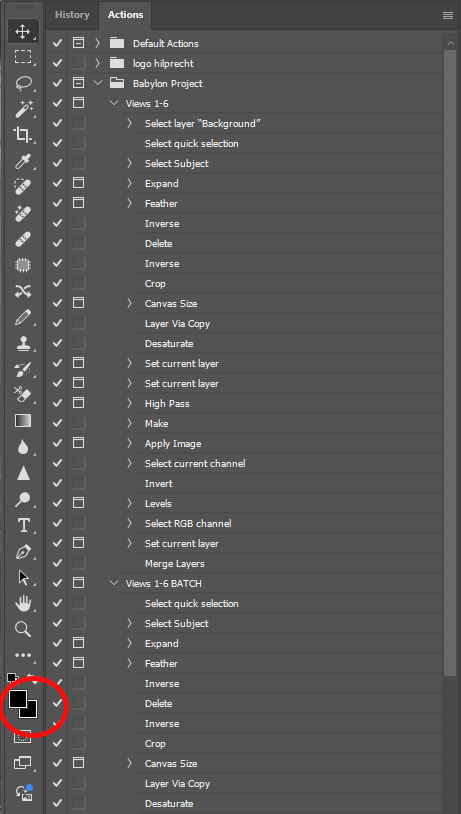 History
Actions
Default Actions
logo hilprecht
Babylon Project
Views 1-6
Select layer "Background"
Select quick selection
Select Subject
Expand
Feather
Inverse
Delete
Inverse
Crop
Canvas Size
Layer Via Copy
Desaturate
Set current layer
Set current layer
High Pass
Make
Apply Image
Select current channel
Invert
Levels
Select RGB channel
Set current layer
Merge Layers
Views 1-6 BATCH
Select quick selection
Select Subject
Expand
Feather
Inverse
Delete
Inverse
Crop
Canvas Size
Layer Via Copy
Desaturate